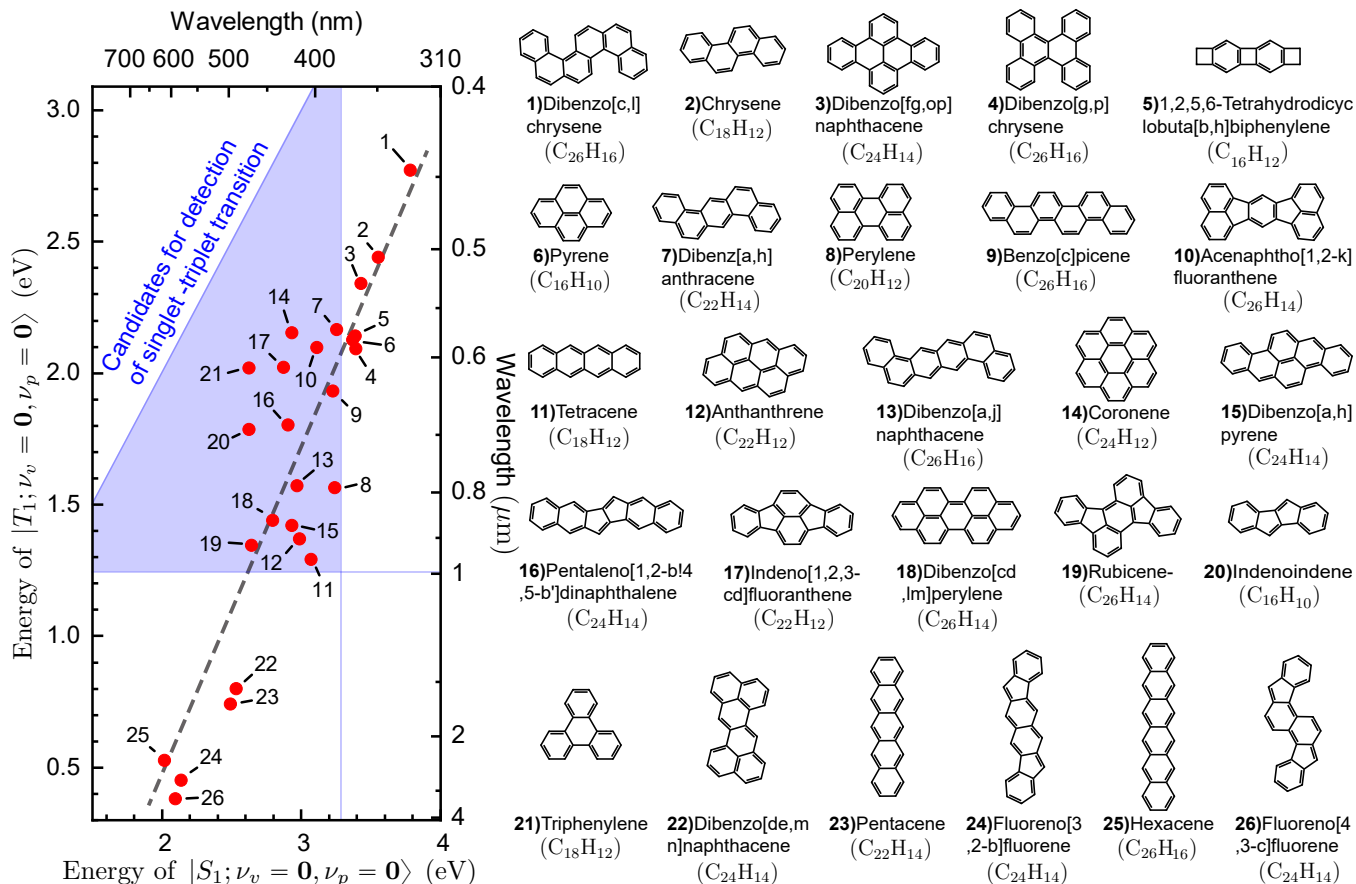 Wavelength (nm)
700 600 500 400 310
3.0
2.5
2.0
1.5
1.0
0.5
Energy of |T₁; ν_v = 0, ν_p = 0⟩ (eV)
Candidates for detection
of singlet -triplet transition
1
2
3
14
7
5
17
6
21
10
4
16
9
20
13
8
18
15
19
12
11
22
23
25
24
26
0.4
0.5
0.6
0.8
1
2
4
Wavelength (μm)
2 3 4
Energy of |S₁; ν_v = 0, ν_p = 0⟩ (eV)
1)Dibenzo[c,l]
chrysene
(C₂₆H₁₆)
2)Chrysene
(C₁₈H₁₂)
3)Dibenzo[fg,op]
naphthacene
(C₂₄H₁₄)
4)Dibenzo[g,p]
chrysene
(C₂₆H₁₆)
5)1,2,5,6-Tetrahydrodicyc
lobuta[b,h]biphenylene
(C₁₆H₁₂)
6)Pyrene
(C₁₆H₁₀)
7)Dibenz[a,h]
anthracene
(C₂₂H₁₄)
8)Perylene
(C₂₀H₁₂)
9)Benzo[c]picene
(C₂₆H₁₆)
10)Acenaphtho[1,2-k]
fluoranthene
(C₂₆H₁₄)
11)Tetracene
(C₁₈H₁₂)
12)Anthanthrene
(C₂₂H₁₂)
13)Dibenzo[a,j]
naphthacene
(C₂₆H₁₆)
14)Coronene
(C₂₄H₁₂)
15)Dibenzo[a,h]
pyrene
(C₂₄H₁₄)
16)Pentaleno[1,2-b!4
,5-b']dinaphthalene
(C₂₄H₁₄)
17)Indeno[1,2,3-
cd]fluoranthene
(C₂₂H₁₂)
18)Dibenzo[cd
,lm]perylene
(C₂₆H₁₄)
19)Rubicene-
(C₂₆H₁₄)
20)Indenoindene
(C₁₆H₁₀)
21)Triphenylene
(C₁₈H₁₂)
22)Dibenzo[de,m
n]naphthacene
(C₂₄H₁₄)
23)Pentacene
(C₂₂H₁₄)
24)Fluoreno[3
,2-b]fluorene
(C₂₄H₁₄)
25)Hexacene
(C₂₆H₁₆)
26)Fluoreno[4
,3-c]fluorene
(C₂₄H₁₄)